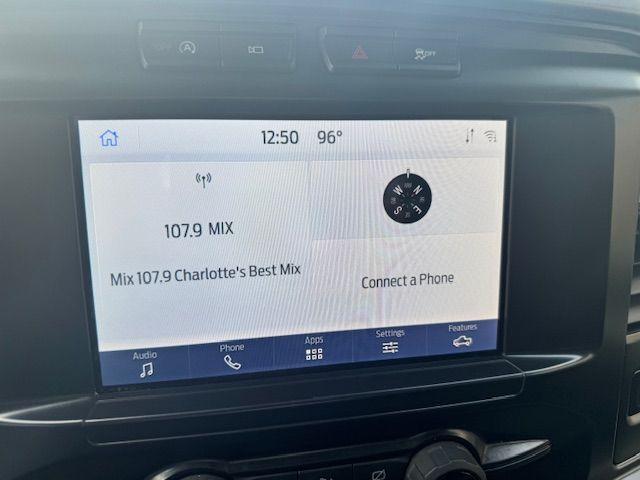 OFF
12:50 96°
107.9 MIX
Mix 107.9 Charlotte's Best Mix
W N
S E
Connect a Phone
Audio Phone Apps Settings Features